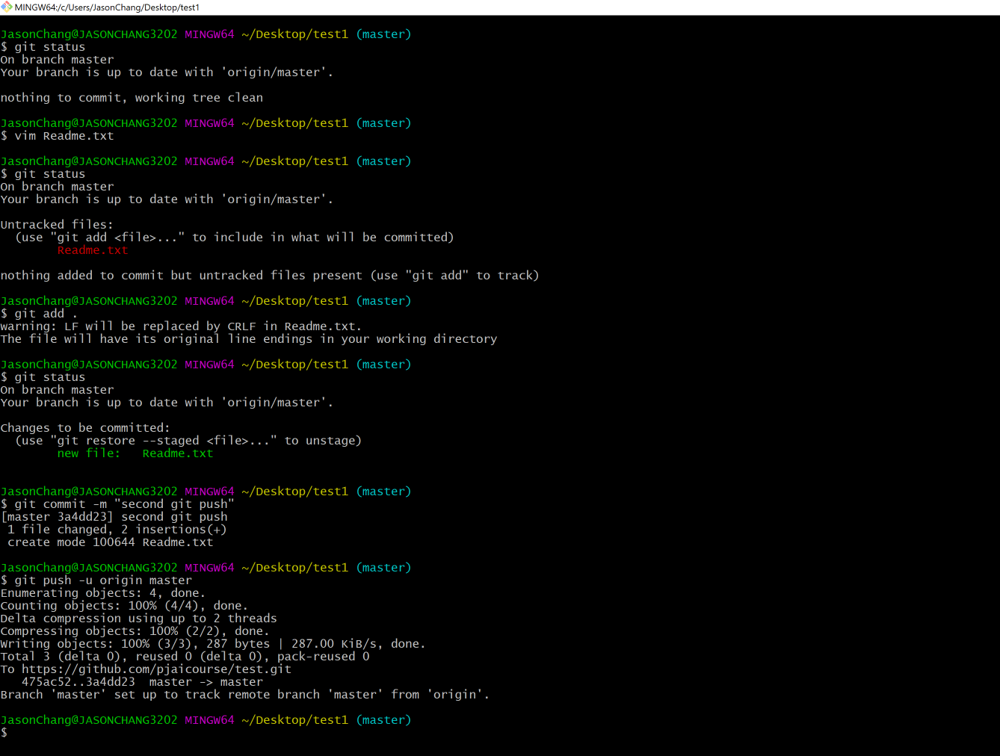 MINGW64:/c/Users/JasonChang/Desktop/test1
JasonChang@JASONCHANG3202 MINGW64 ~/Desktop/test1 (master)
$ git status
On branch master
Your branch is up to date with 'origin/master'.
nothing to commit, working tree clean
JasonChang@JASONCHANG3202 MINGW64 ~/Desktop/test1 (master)
$ vim Readme.txt
JasonChang@JASONCHANG3202 MINGW64 ~/Desktop/test1 (master)
$ git status
On branch master
Your branch is up to date with 'origin/master'.
Untracked files:
  (use "git add <file>..." to include in what will be committed)
        Readme.txt
nothing added to commit but untracked files present (use "git add" to track)
JasonChang@JASONCHANG3202 MINGW64 ~/Desktop/test1 (master)
$ git add .
warning: LF will be replaced by CRLF in Readme.txt.
The file will have its original line endings in your working directory
JasonChang@JASONCHANG3202 MINGW64 ~/Desktop/test1 (master)
$ git status
On branch master
Your branch is up to date with 'origin/master'.
Changes to be committed:
  (use "git restore --staged <file>..." to unstage)
        new file:   Readme.txt
JasonChang@JASONCHANG3202 MINGW64 ~/Desktop/test1 (master)
$ git commit -m "second git push"
[master 3a4dd23] second git push
 1 file changed, 2 insertions(+)
 create mode 100644 Readme.txt
JasonChang@JASONCHANG3202 MINGW64 ~/Desktop/test1 (master)
$ git push -u origin master
Enumerating objects: 4, done.
Counting objects: 100% (4/4), done.
Delta compression using up to 2 threads
Compressing objects: 100% (2/2), done.
Writing objects: 100% (3/3), 287 bytes | 287.00 KiB/s, done.
Total 3 (delta 0), reused 0 (delta 0), pack-reused 0
To https://github.com/pjaicourse/test.git
   475ac52..3a4dd23  master -> master
Branch 'master' set up to track remote branch 'master' from 'origin'.
JasonChang@JASONCHANG3202 MINGW64 ~/Desktop/test1 (master)
$